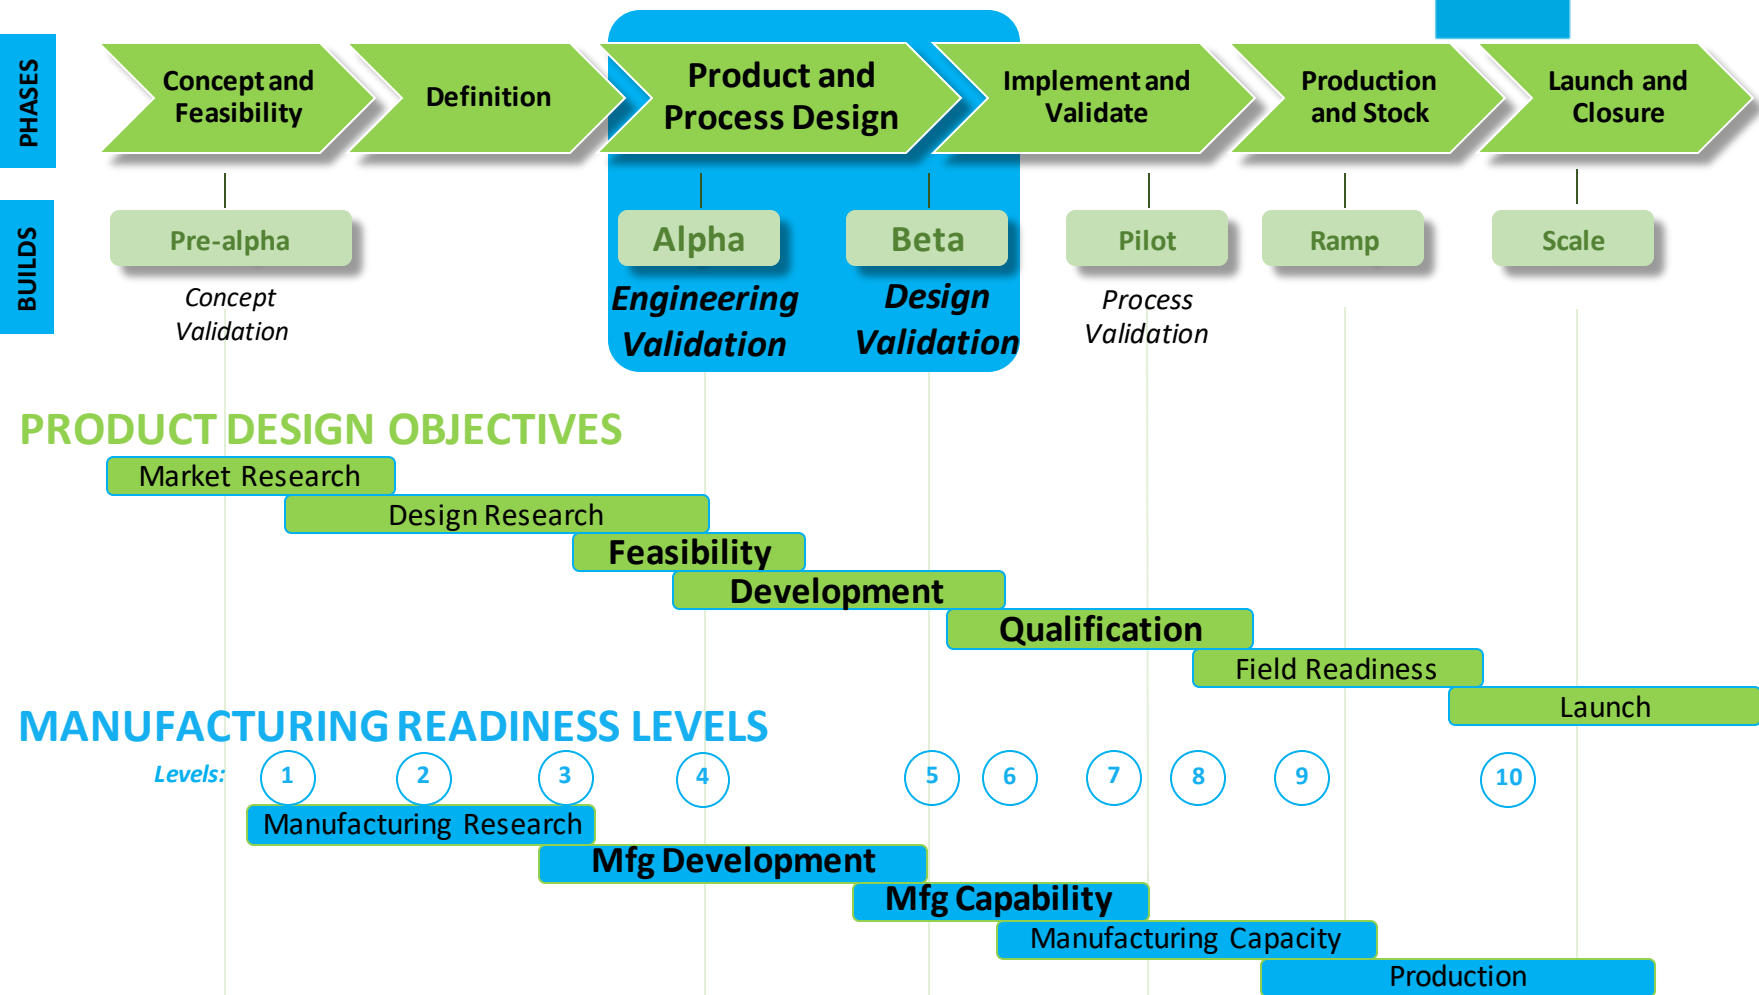 PHASES
Concept and
Feasibility
Definition
Product and
Process Design
Implement and
Validate
Production
and Stock
Launch and
Closure
BUILDS
Pre-alpha
Alpha
Beta
Pilot
Ramp
Scale
Concept
Validation
Engineering
Validation
Design
Validation
Process
Validation
PRODUCT DESIGN OBJECTIVES
Market Research
Design Research
Feasibility
Development
Qualification
Field Readiness
Launch
MANUFACTURING READINESS LEVELS
Levels: 1 2 3 4 5 6 7 8 9 10
Manufacturing Research
Mfg Development
Mfg Capability
Manufacturing Capacity
Production